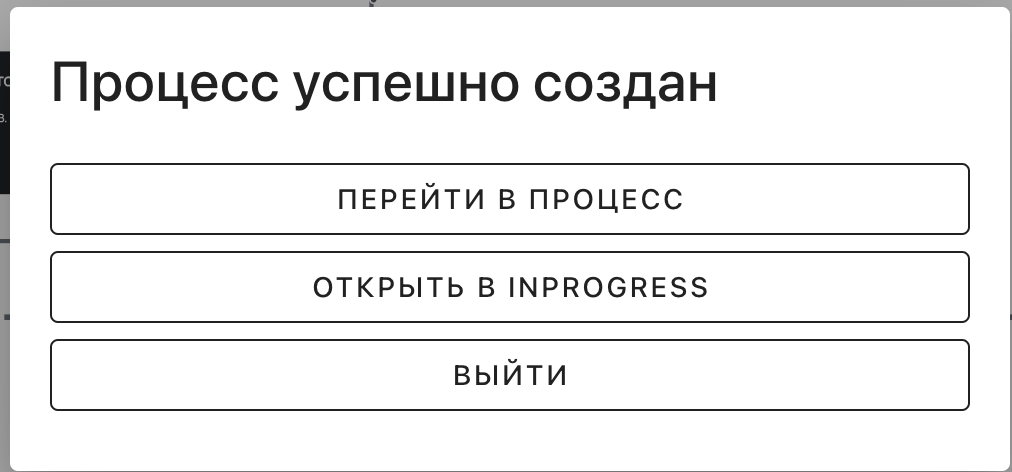 Процесс успешно создан
ПЕРЕЙТИ В ПРОЦЕСС
ОТКРЫТЬ В INPROGRESS
ВЫЙТИ